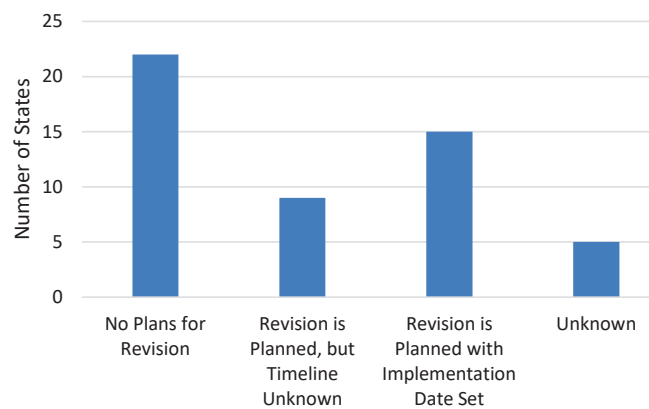 25
20
15
10
5
0
Number of States
No Plans for
Revision
Revision is
Planned, but
Timeline
Unknown
Revision is
Planned with
Implementation
Date Set
Unknown